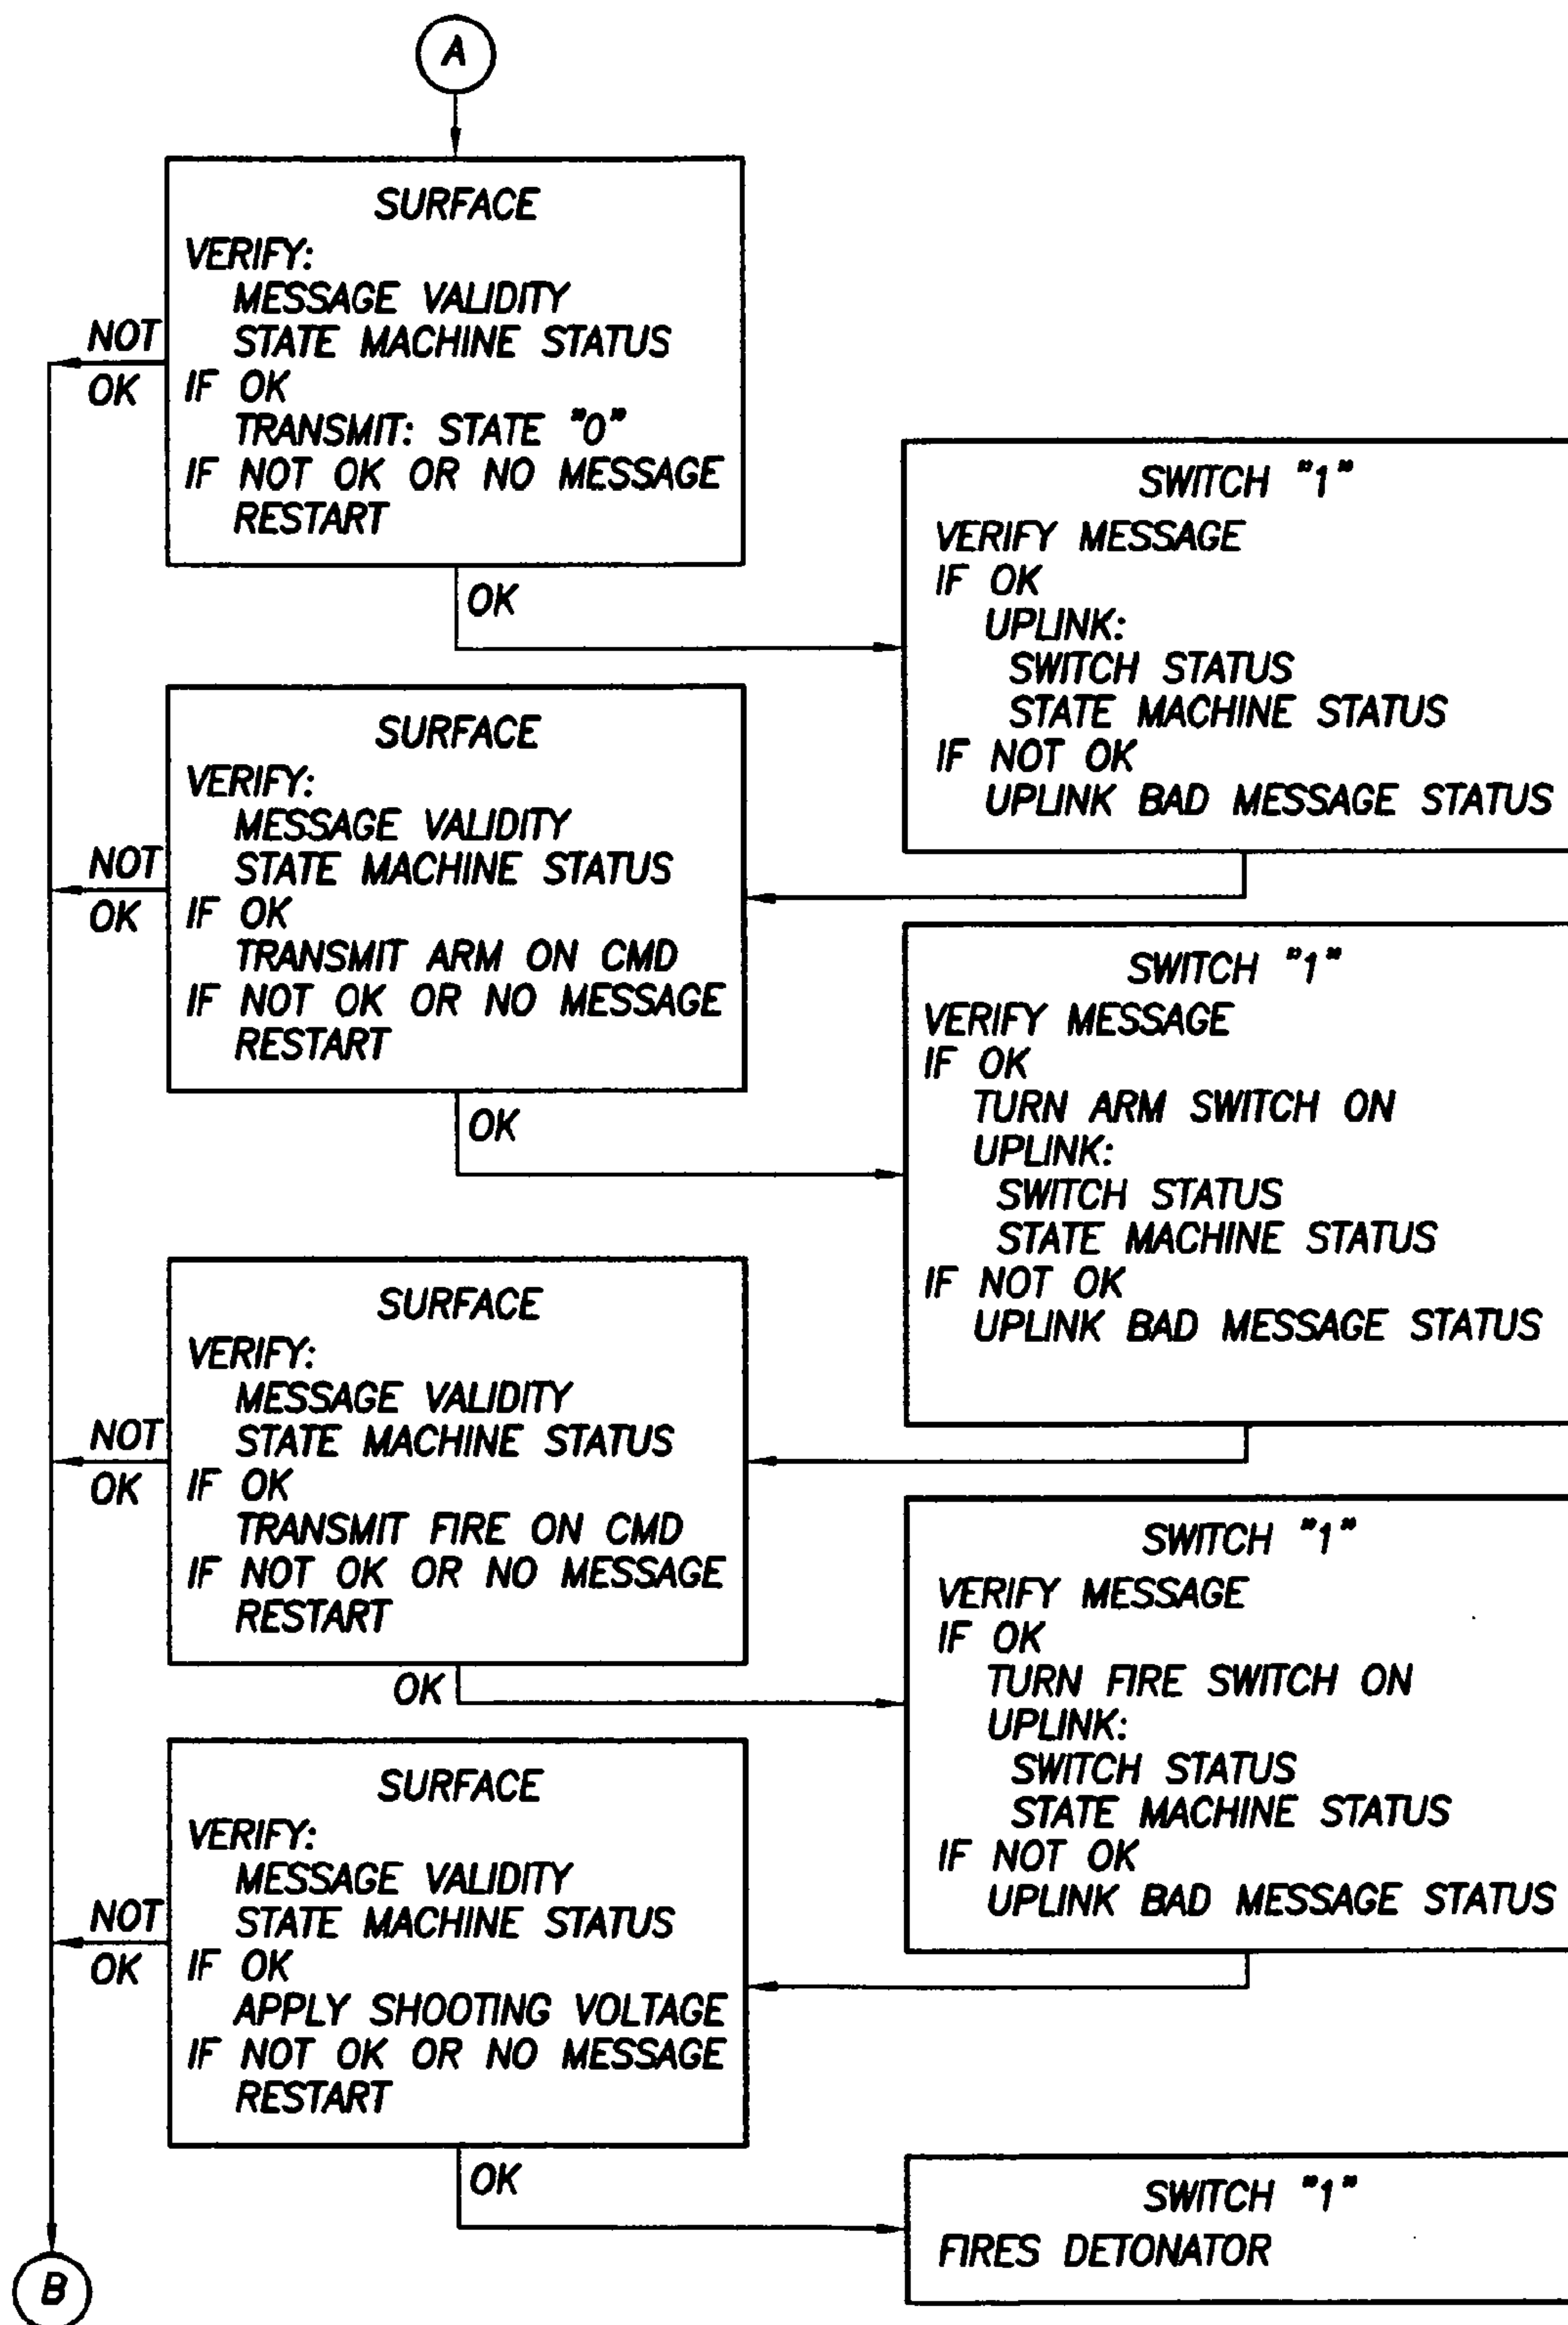 A
SURFACE
VERIFY:
MESSAGE VALIDITY
STATE MACHINE STATUS
IF OK
TRANSMIT: STATE "0"
IF NOT OK OR NO MESSAGE
RESTART
NOT
OK
OK
SWITCH "1"
VERIFY MESSAGE
IF OK
UPLINK:
SWITCH STATUS
STATE MACHINE STATUS
IF NOT OK
UPLINK BAD MESSAGE STATUS
SURFACE
VERIFY:
MESSAGE VALIDITY
STATE MACHINE STATUS
IF OK
TRANSMIT ARM ON CMD
IF NOT OK OR NO MESSAGE
RESTART
NOT
OK
OK
SWITCH "1"
VERIFY MESSAGE
IF OK
TURN ARM SWITCH ON
UPLINK:
SWITCH STATUS
STATE MACHINE STATUS
IF NOT OK
UPLINK BAD MESSAGE STATUS
SURFACE
VERIFY:
MESSAGE VALIDITY
STATE MACHINE STATUS
IF OK
TRANSMIT FIRE ON CMD
IF NOT OK OR NO MESSAGE
RESTART
NOT
OK
OK
SWITCH "1"
VERIFY MESSAGE
IF OK
TURN FIRE SWITCH ON
UPLINK:
SWITCH STATUS
STATE MACHINE STATUS
IF NOT OK
UPLINK BAD MESSAGE STATUS
SURFACE
VERIFY:
MESSAGE VALIDITY
STATE MACHINE STATUS
IF OK
APPLY SHOOTING VOLTAGE
IF NOT OK OR NO MESSAGE
RESTART
NOT
OK
OK
SWITCH "1"
FIRES DETONATOR
B